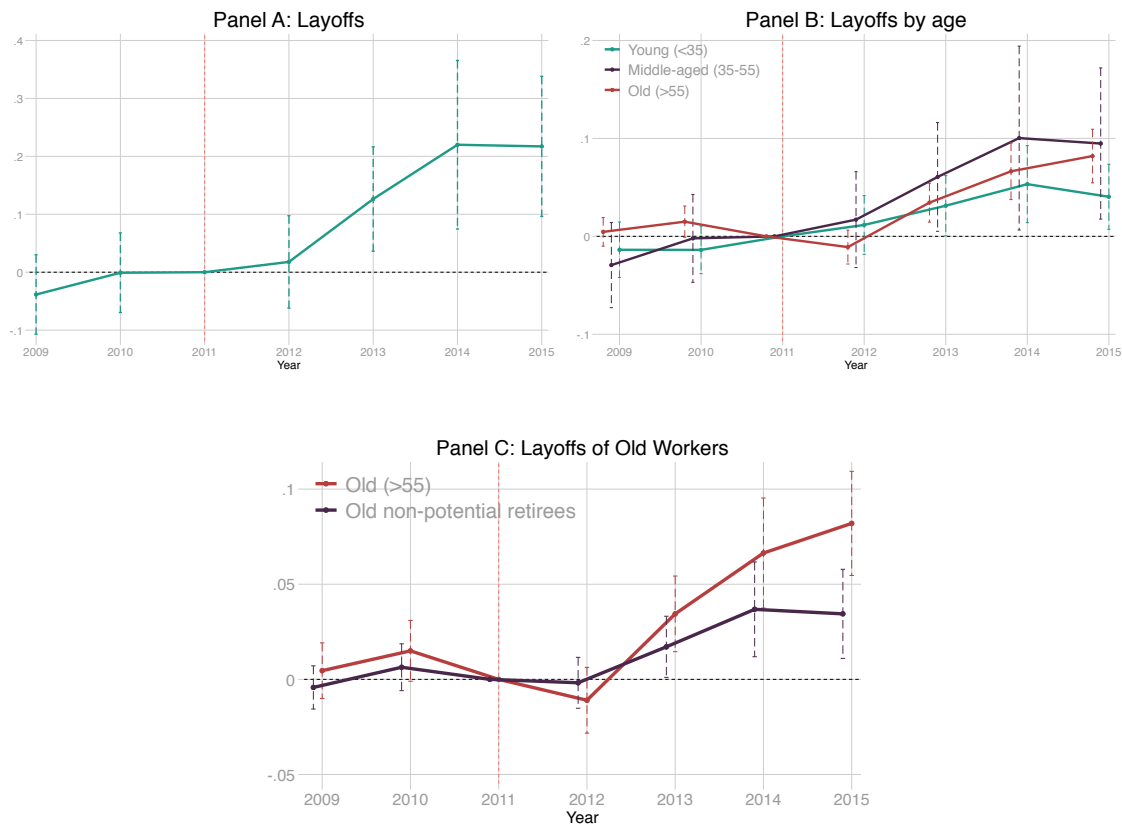 Panel A: Layoffs
.4
.3
.2
.1
0
-.1
2009 2010 2011 2012 2013 2014 2015
Year
Panel B: Layoffs by age
Young (<35)
Middle-aged (35-55)
Old (>55)
.2
.1
0
-.1
2009 2010 2011 2012 2013 2014 2015
Year
Panel C: Layoffs of Old Workers
Old (>55)
Old non-potential retirees
.1
.05
0
-.05
2009 2010 2011 2012 2013 2014 2015
Year